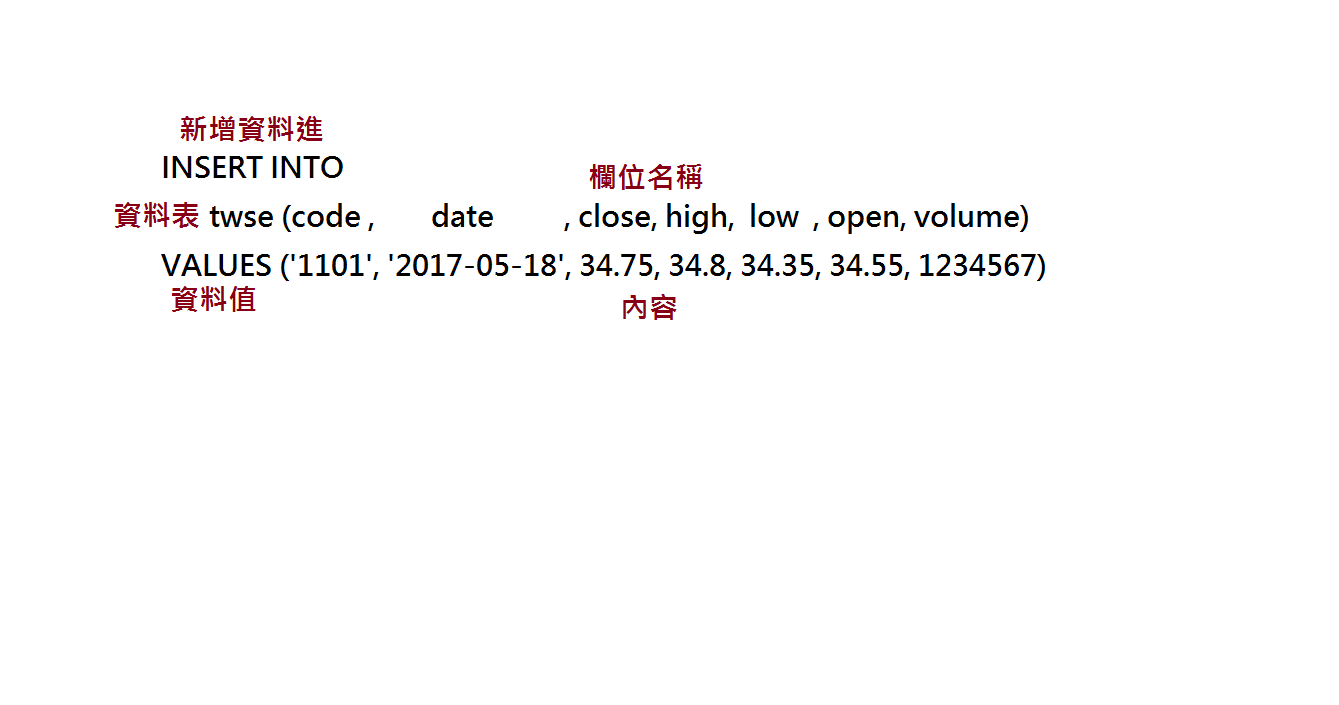 新增資料進
INSERT INTO
欄位名稱
資料表 twse (code , date , close, high, low , open, volume)
VALUES ('1101', '2017-05-18', 34.75, 34.8, 34.35, 34.55, 1234567)
資料值
內容